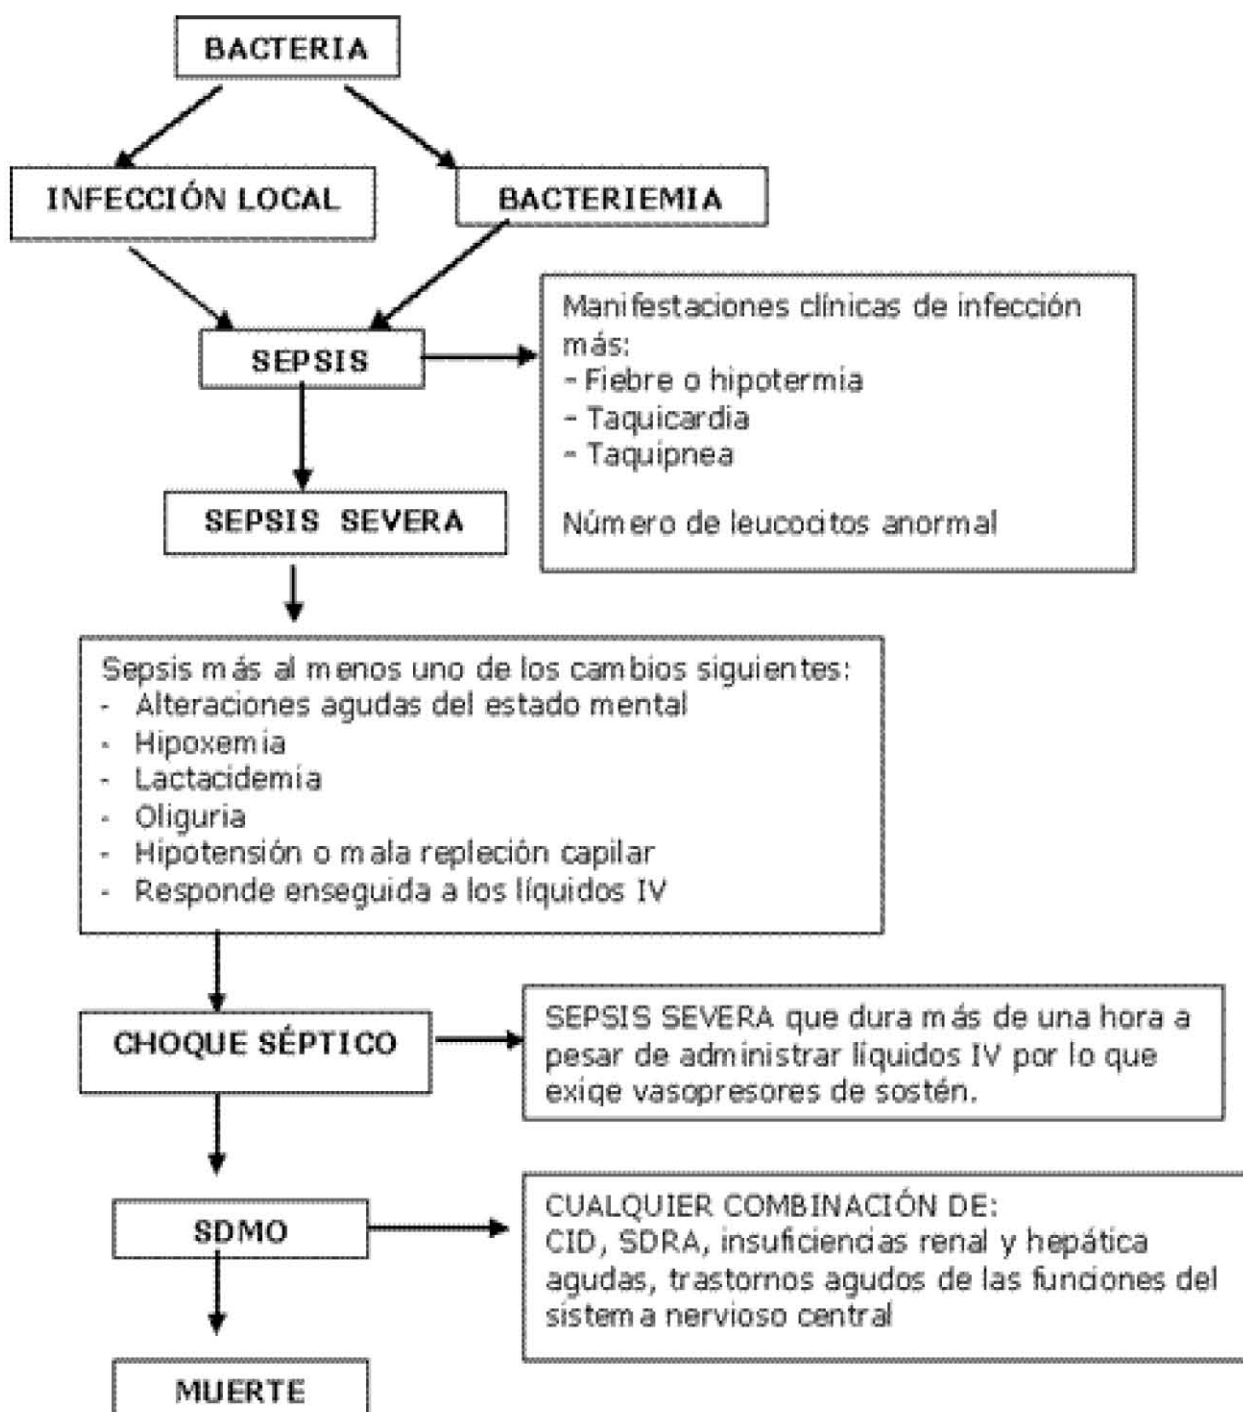 BACTERIA
INFECCIÓN LOCAL
BACTERIEMIA
SEPSIS
Manifestaciones clínicas de infección
más:
- Fiebre o hipotermia
- Taquicardia
- Taquipnea
Número de leucocitos anormal
SEPSIS SEVERA
Sepsis más al menos uno de los cambios siguientes:
- Alteraciones agudas del estado mental
- Hipoxemia
- Lactacidemia
- Oliguria
- Hipotensión o mala repleción capilar
- Responde enseguida a los líquidos IV
CHOQUE SÉPTICO
SEPSIS SEVERA que dura más de una hora a
pesar de administrar líquidos IV por lo que
exige vasopresores de sostén.
SDMO
CUALQUIER COMBINACIÓN DE:
CID, SDRA, insuficiencias renal y hepática
agudas, trastornos agudos de las funciones del
sistema nervioso central
MUERTE